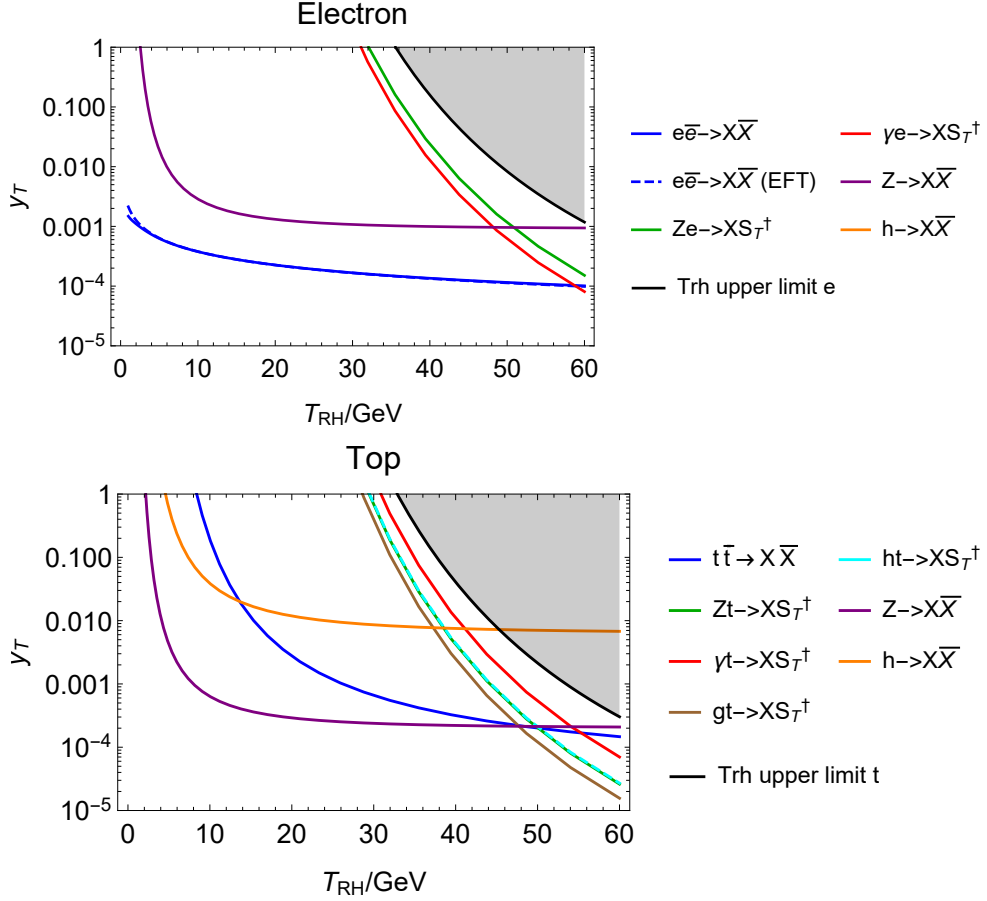 Electron
1
0.100
0.010
0.001
10⁻⁴
10⁻⁵
y_T
0 10 20 30 40 50 60
T_RH/GeV
ee̅->XX̅ γe->XS_T†
ee̅->XX̅ (EFT) Z->XX̅
Ze->XS_T† h->XX̅
Trh upper limit e
Top
1
0.100
0.010
0.001
10⁻⁴
10⁻⁵
y_T
0 10 20 30 40 50 60
T_RH/GeV
t t̅ → X X̅ ht->XS_T†
Zt->XS_T† Z->XX̅
γt->XS_T† h->XX̅
gt->XS_T†
Trh upper limit t